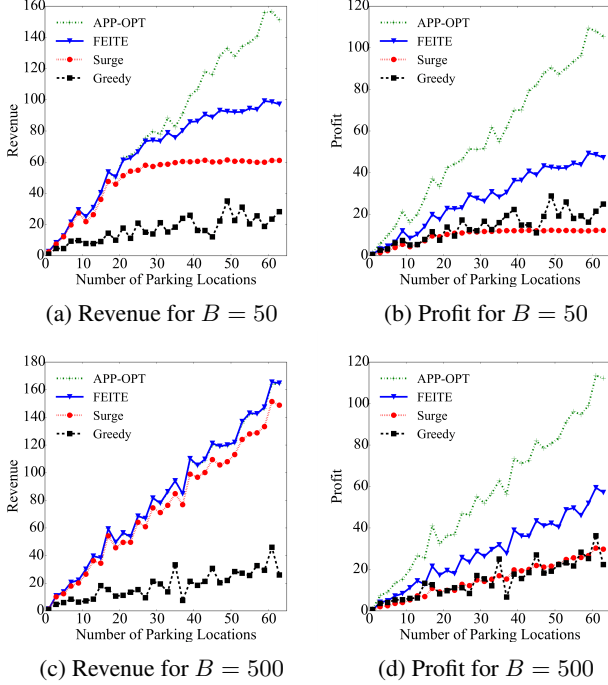 160
140
120
100
80
60
40
20
0
Revenue
APP-OPT
FEITE
Surge
Greedy
0 10 20 30 40 50 60
Number of Parking Locations
(a) Revenue for B = 50
120
100
80
60
40
20
0
Profit
APP-OPT
FEITE
Surge
Greedy
0 10 20 30 40 50 60
Number of Parking Locations
(b) Profit for B = 50
180
160
140
120
100
80
60
40
20
0
Revenue
APP-OPT
FEITE
Surge
Greedy
0 10 20 30 40 50 60
Number of Parking Locations
(c) Revenue for B = 500
120
100
80
60
40
20
0
Profit
APP-OPT
FEITE
Surge
Greedy
0 10 20 30 40 50 60
Number of Parking Locations
(d) Profit for B = 500